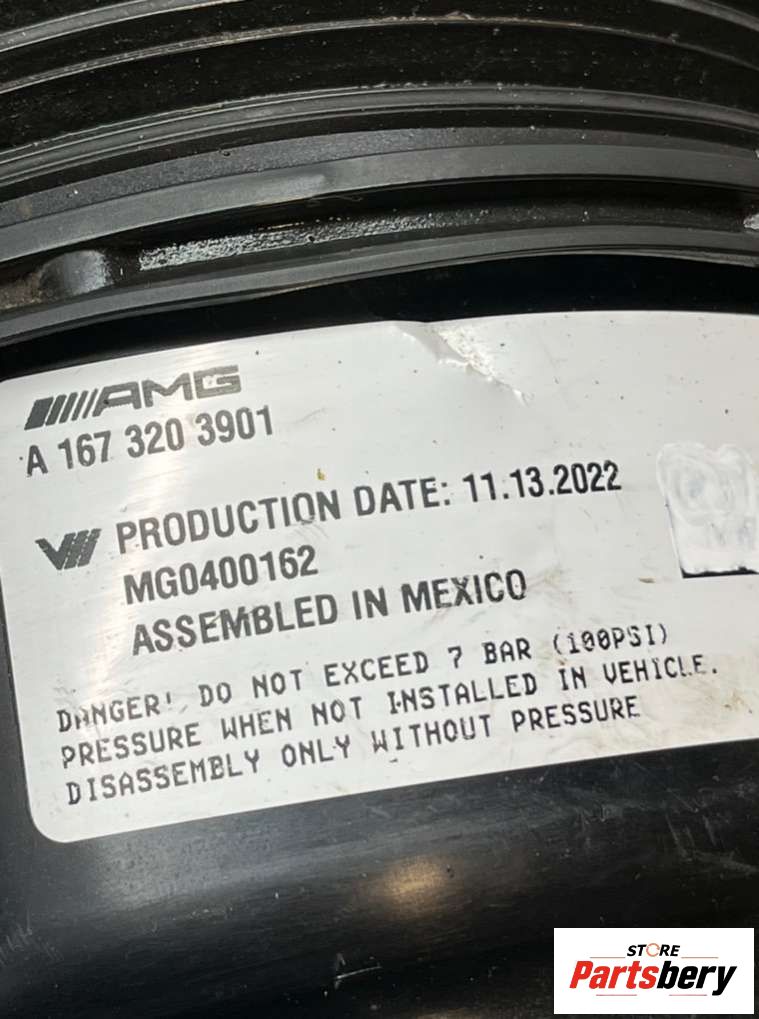 AMG
A 167 320 3901
PRODUCTION DATE: 11.13.2022
MG0400162
ASSEMBLED IN MEXICO
DANGER! DO NOT EXCEED 7 BAR (100PSI)
PRESSURE WHEN NOT INSTALLED IN VEHICLE.
DISASSEMBLY ONLY WITHOUT PRESSURE
STORE
Partsbery